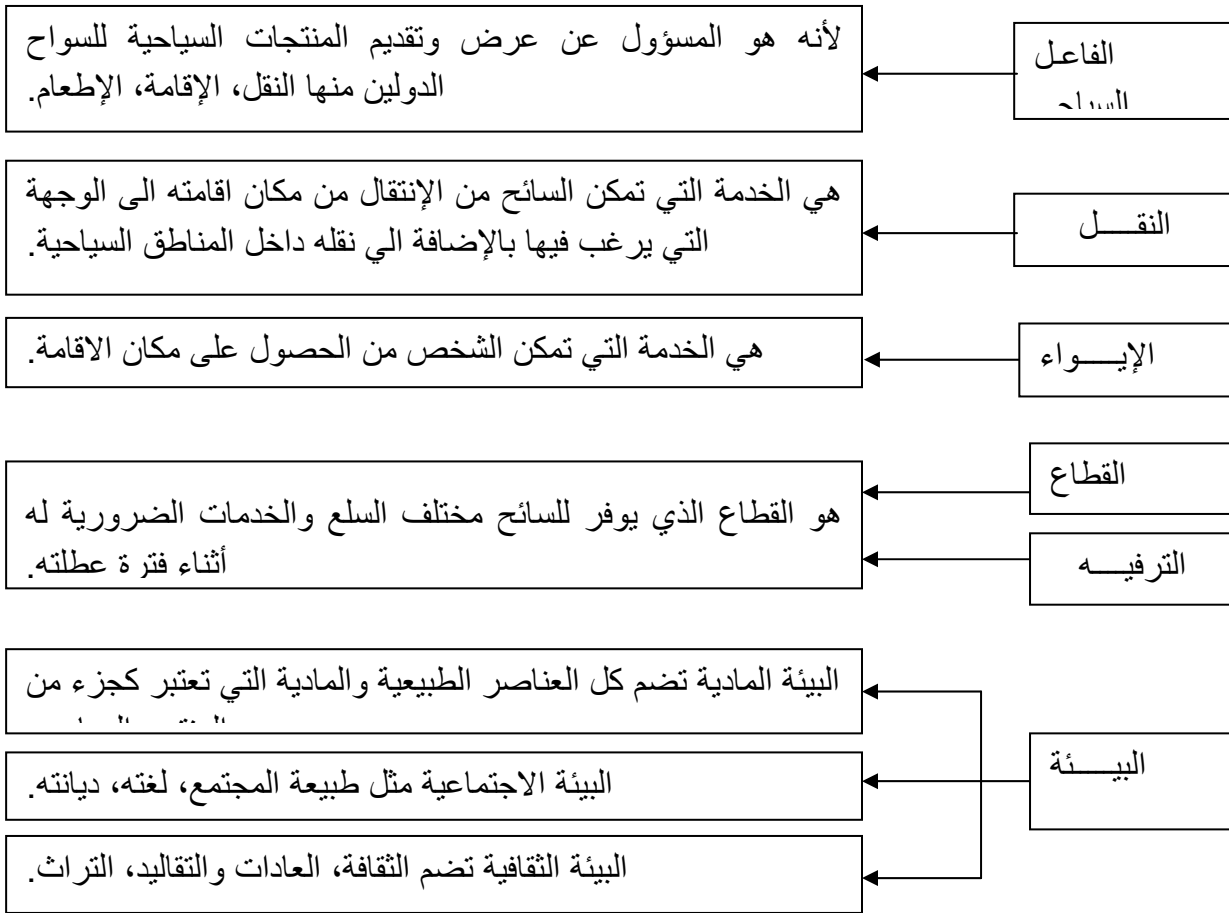 الفاعل
لأنه هو المسؤول عن عرض وتقديم المنتجات السياحية للسواح
الدولين منها النقل، الإقامة، الإطعام.
النقــــل
هي الخدمة التي تمكن السائح من الإنتقال من مكان اقامته الى الوجهة
التي يرغب فيها بالإضافة الي نقله داخل المناطق السياحية.
الإيـــــواء
هي الخدمة التي تمكن الشخص من الحصول على مكان الاقامة.
القطاع
الترفيـــــه
هو القطاع الذي يوفر للسائح مختلف السلع والخدمات الضرورية له
أثناء فترة عطلته.
البيـــــئة
البيئة المادية تضم كل العناصر الطبيعية والمادية التي تعتبر كجزء من
البيئة الاجتماعية مثل طبيعة المجتمع، لغته، ديانته.
البيئة الثقافية تضم الثقافة، العادات والتقاليد، التراث.